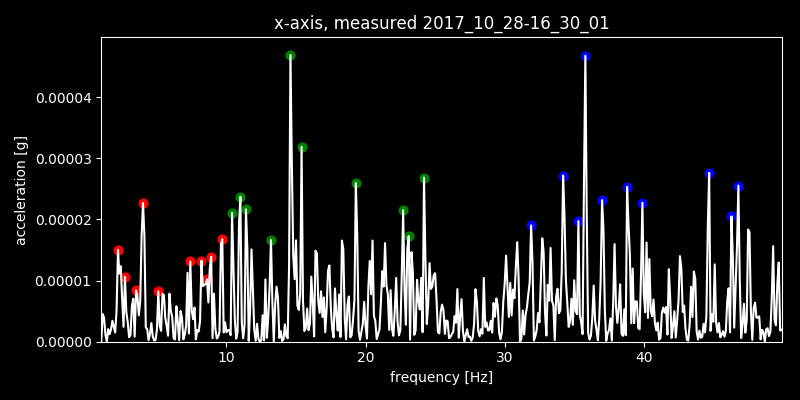 x-axis, measured 2017_10_28-16_30_01
acceleration [g]
0.00004
0.00003
0.00002
0.00001
0.00000
10 20 30 40
frequency [Hz]